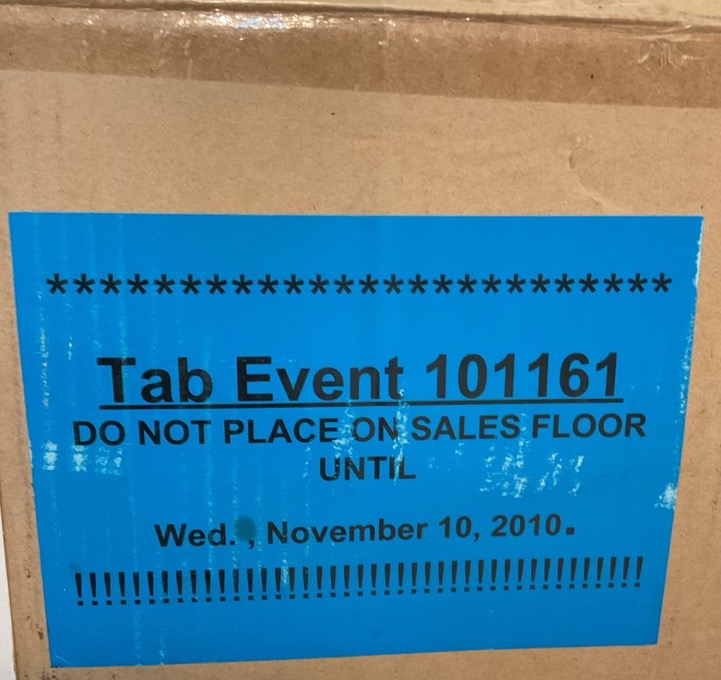 ************************
Tab Event 101161
DO NOT PLACE ON SALES FLOOR
UNTIL
Wed. , November 10, 2010.
!!!!!!!!!!!!!!!!!!!!!!!!!!!!!!!!!!!!!!!!